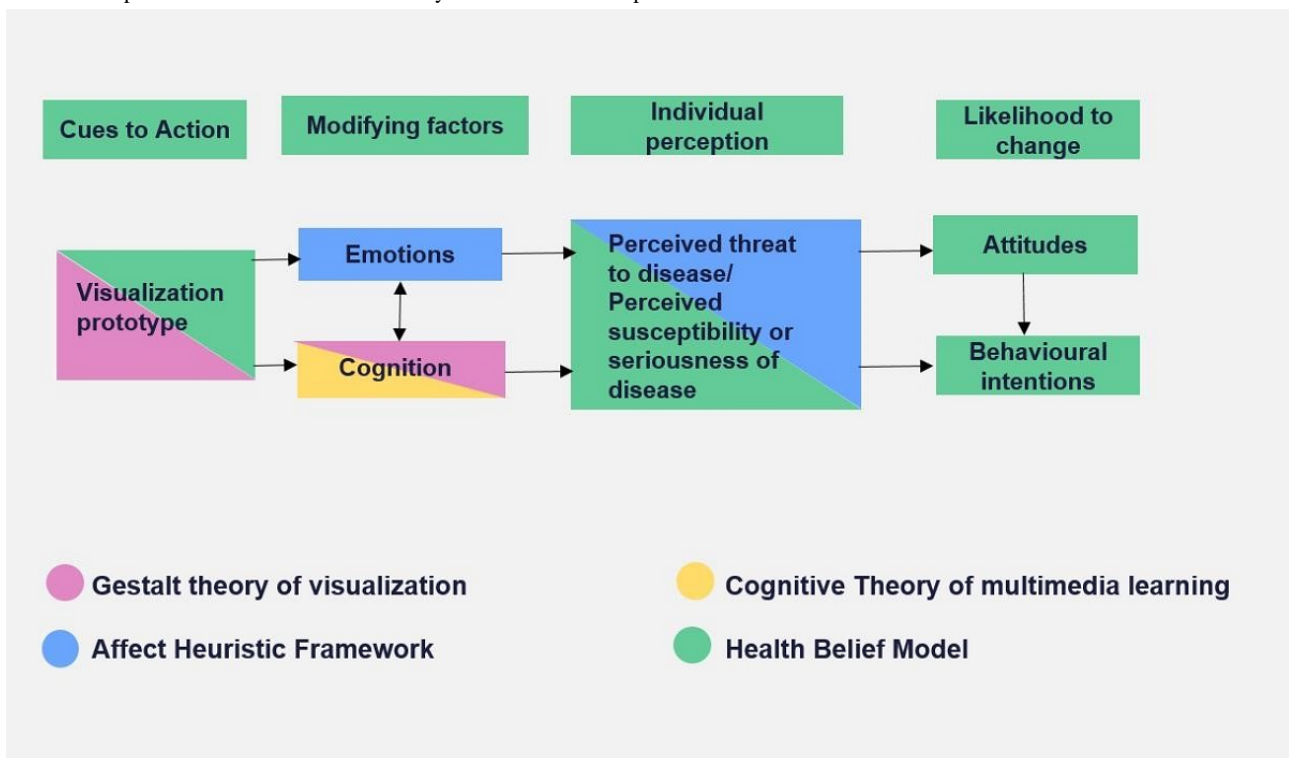 Cues to Action
Modifying factors
Individual
perception
Likelihood to
change
Visualization
prototype
Emotions
Cognition
Perceived threat
to disease/
Perceived
susceptibility or
seriousness of
disease
Attitudes
Behavioural
intentions
Gestalt theory of visualization
Cognitive Theory of multimedia learning
Affect Heuristic Framework
Health Belief Model